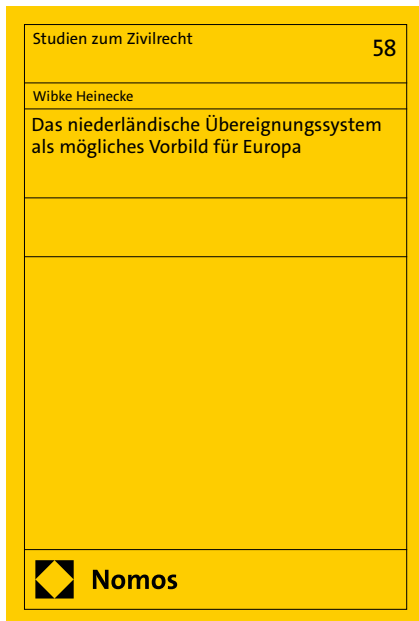 Studien zum Zivilrecht
58
Wibke Heinecke
Das niederländische Übereignungssystem
als mögliches Vorbild für Europa
Nomos